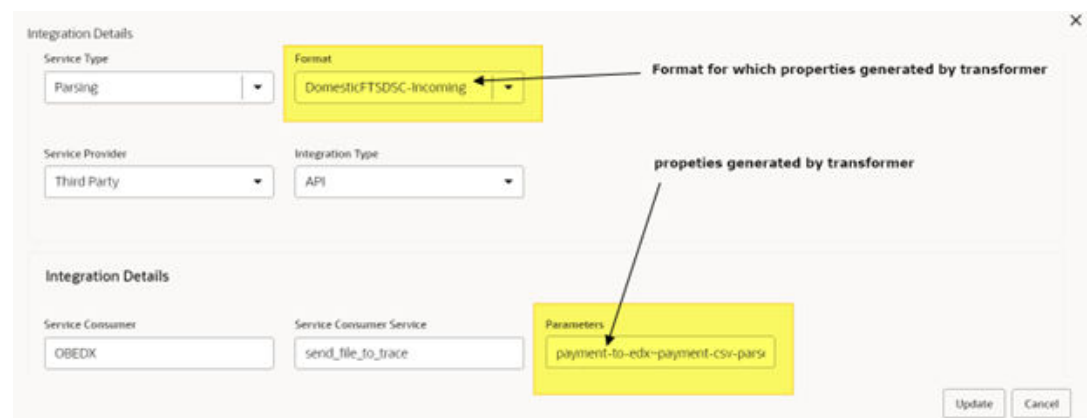 Integration Details
Service Type
Format
Parsing
DomesticFTSDSC-Incoming
Format for which properties generated by transformer
Service Provider
Integration Type
propeties generated by transformer
Third Party
API
Integration Details
Service Consumer
Service Consumer Service
Parameters
OBEDX
send_file_to_trace
payment-to-edx~payment-csv-parse
Update
Cancel